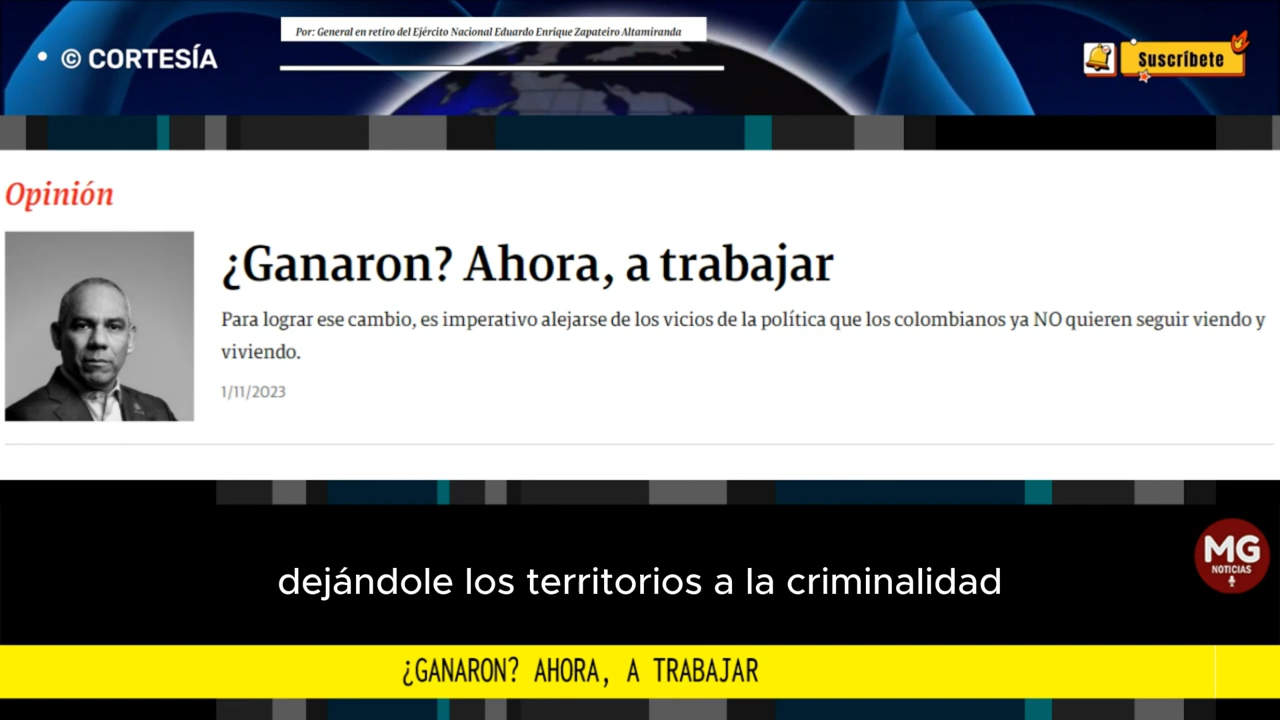 Por: General en retiro del Ejército Nacional Eduardo Enrique Zapateiro Altamiranda
• © CORTESÍA
Suscríbete
Opinión
¿Ganaron? Ahora, a trabajar
Para lograr ese cambio, es imperativo alejarse de los vicios de la política que los colombianos ya NO quieren seguir viendo y
viviendo.
1/11/2023
MG
NOTICIAS
dejándole los territorios a la criminalidad
¿GANARON? AHORA, A TRABAJAR